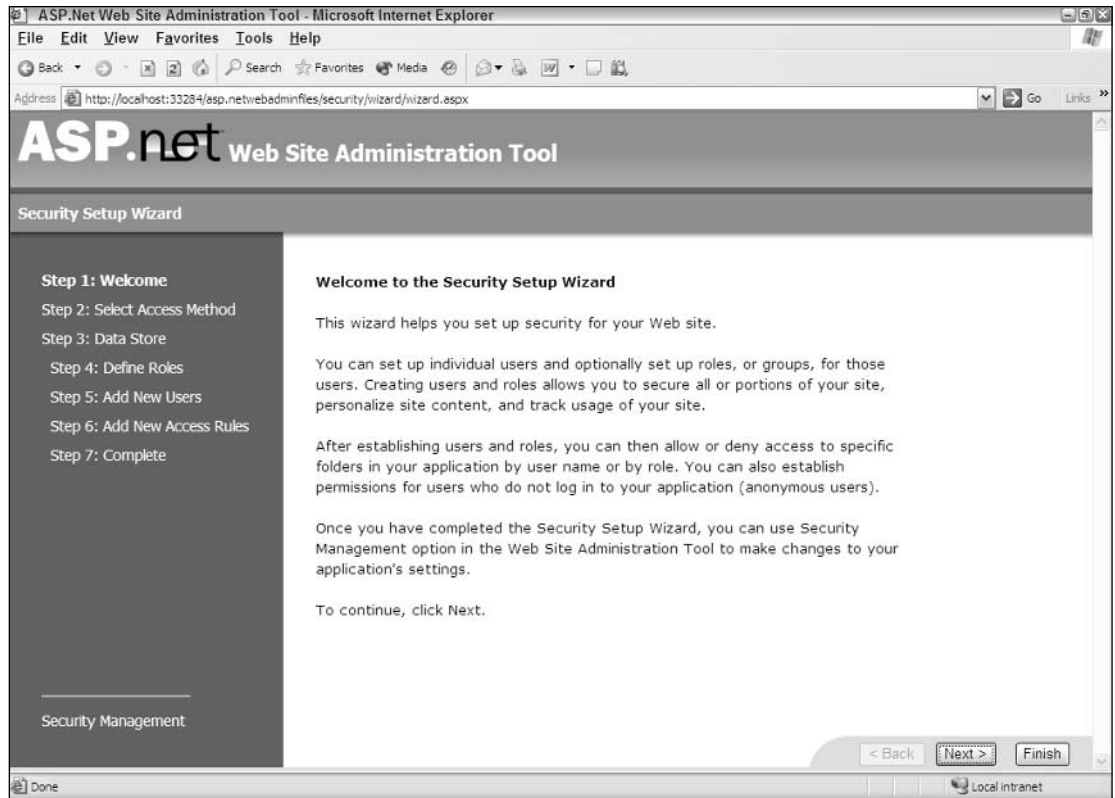 ASP.Net Web Site Administration Tool - Microsoft Internet Explorer
File Edit View Favorites Tools Help
Back Search Favorites Media
Address http://localhost:33284/asp.netwebadminfiles/security/wizard/wizard.aspx Go Links »
ASP.net Web Site Administration Tool
Security Setup Wizard
Step 1: Welcome
Step 2: Select Access Method
Step 3: Data Store
Step 4: Define Roles
Step 5: Add New Users
Step 6: Add New Access Rules
Step 7: Complete
Security Management
Welcome to the Security Setup Wizard
This wizard helps you set up security for your Web site.
You can set up individual users and optionally set up roles, or groups, for those
users. Creating users and roles allows you to secure all or portions of your site,
personalize site content, and track usage of your site.
After establishing users and roles, you can then allow or deny access to specific
folders in your application by user name or by role. You can also establish
permissions for users who do not log in to your application (anonymous users).
Once you have completed the Security Setup Wizard, you can use Security
Management option in the Web Site Administration Tool to make changes to your
application's settings.
To continue, click Next.
< Back Next > Finish
Done Local intranet